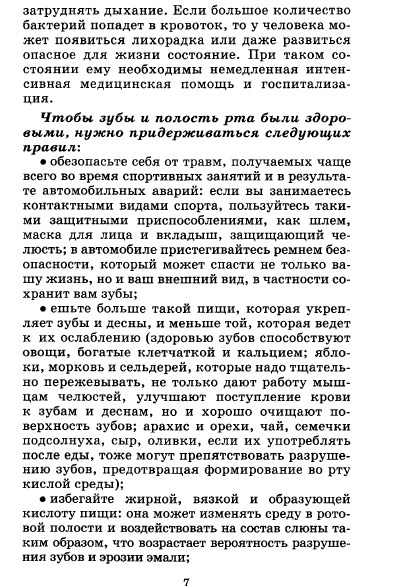 затруднять дыхание. Если большое количество
бактерий попадет в кровоток, то у человека мо-
жет появиться лихорадка или даже развиться
опасное для жизни состояние. При таком со-
стоянии ему необходимы немедленная интен-
сивная медицинская помощь и госпитализа-
ция.
Чтобы зубы и полость рта были здоро-
выми, нужно придерживаться следующих
правил:
• обезопасьте себя от травм, получаемых чаще
всего во время спортивных занятий и в результа-
те автомобильных аварий: если вы занимаетесь
контактными видами спорта, пользуйтесь таки-
ми защитными приспособлениями, как шлем,
маска для лица и вкладыш, защищающий че-
люсть; в автомобиле пристегивайтесь ремнем без-
опасности, который может спасти не только ва-
шу жизнь, но и ваш внешний вид, в частности со-
хранит вам зубы;
• ешьте больше такой пищи, которая укреп-
ляет зубы и десны, и меньше той, которая ведет
к их ослаблению (здоровью зубов способствуют
овощи, богатые клетчаткой и кальцием; ябло-
ки, морковь и сельдерей, которые надо тщатель-
но пережевывать, не только дают работу мыш-
цам челюстей, улучшают поступление крови
к зубам и деснам, но и хорошо очищают по-
верхность зубов; арахис и орехи, чай, семечки
подсолнуха, сыр, оливки, если их употреблять
после еды, тоже могут препятствовать разруше-
нию зубов, предотвращая формирование во рту
кислой среды);
• избегайте жирной, вязкой и образующей
кислоту пищи: она может изменять среду в рото-
вой полости и воздействовать на состав слюны та-
ким образом, что возрастает вероятность разруше-
ния зубов и эрозии эмали;
7